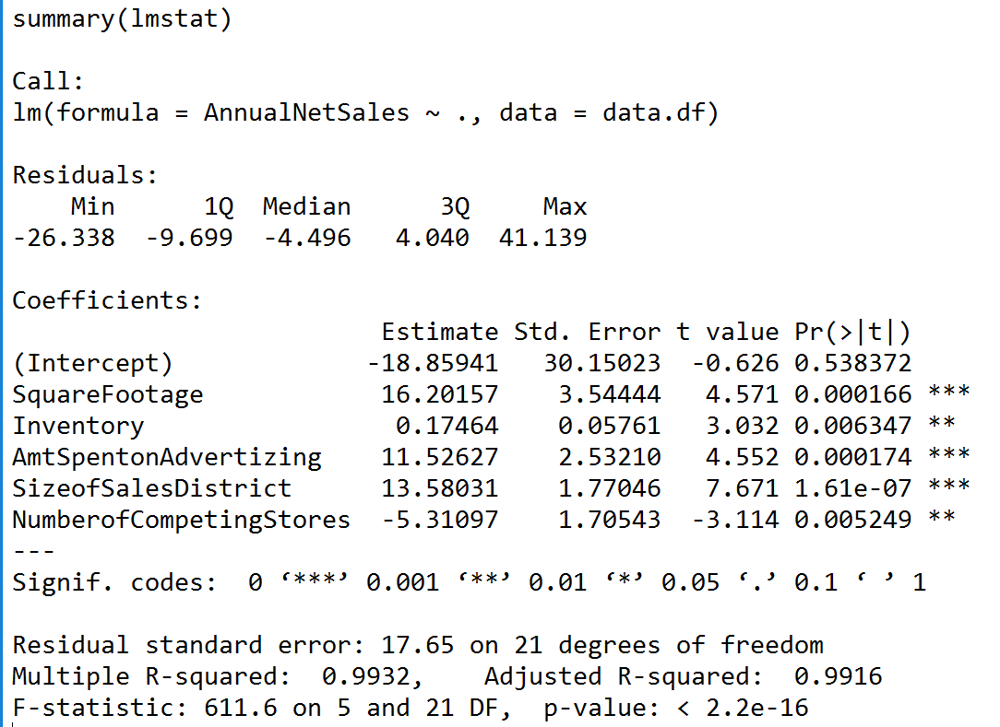 summary(lmstat)
Call:
lm(formula = AnnualNetSales ~ ., data = data.df)
Residuals:
    Min      1Q  Median      3Q     Max
-26.338  -9.699  -4.496   4.040  41.139
Coefficients:
                         Estimate Std. Error t value Pr(>|t|)
(Intercept)             -18.85941   30.15023  -0.626 0.538372
SquareFootage            16.20157    3.54444   4.571 0.000166 ***
Inventory                 0.17464    0.05761   3.032 0.006347 **
AmtSpentonAdvertizing    11.52627    2.53210   4.552 0.000174 ***
SizeofSalesDistrict      13.58031    1.77046   7.671 1.61e-07 ***
NumberofCompetingStores  -5.31097    1.70543  -3.114 0.005249 **
---
Signif. codes:  0 ‘***’ 0.001 ‘**’ 0.01 ‘*’ 0.05 ‘.’ 0.1 ‘ ’ 1
Residual standard error: 17.65 on 21 degrees of freedom
Multiple R-squared:  0.9932,    Adjusted R-squared:  0.9916
F-statistic: 611.6 on 5 and 21 DF,  p-value: < 2.2e-16